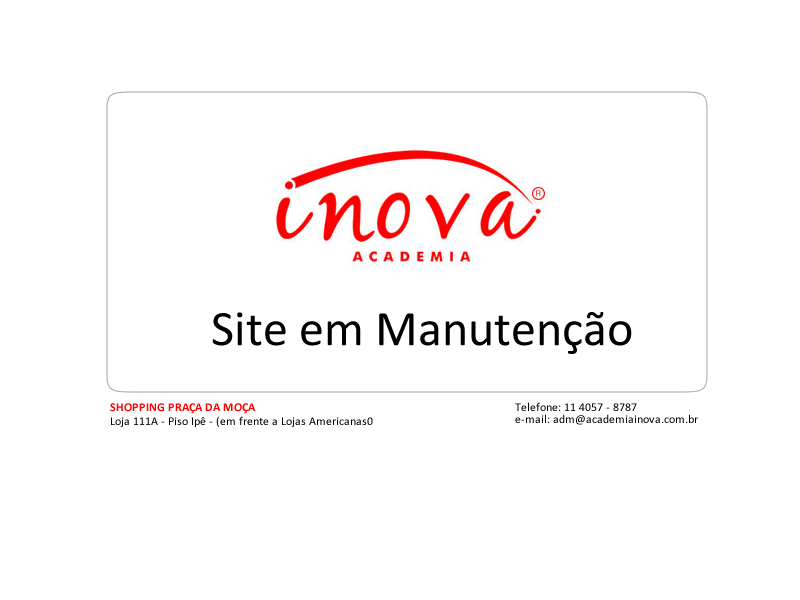 inova®
ACADEMIA
Site em Manutenção
SHOPPING PRAÇA DA MOÇA
Loja 111A - Piso Ipê - (em frente a Lojas Americanas0
Telefone: 11 4057 - 8787
e-mail: adm@academiainova.com.br